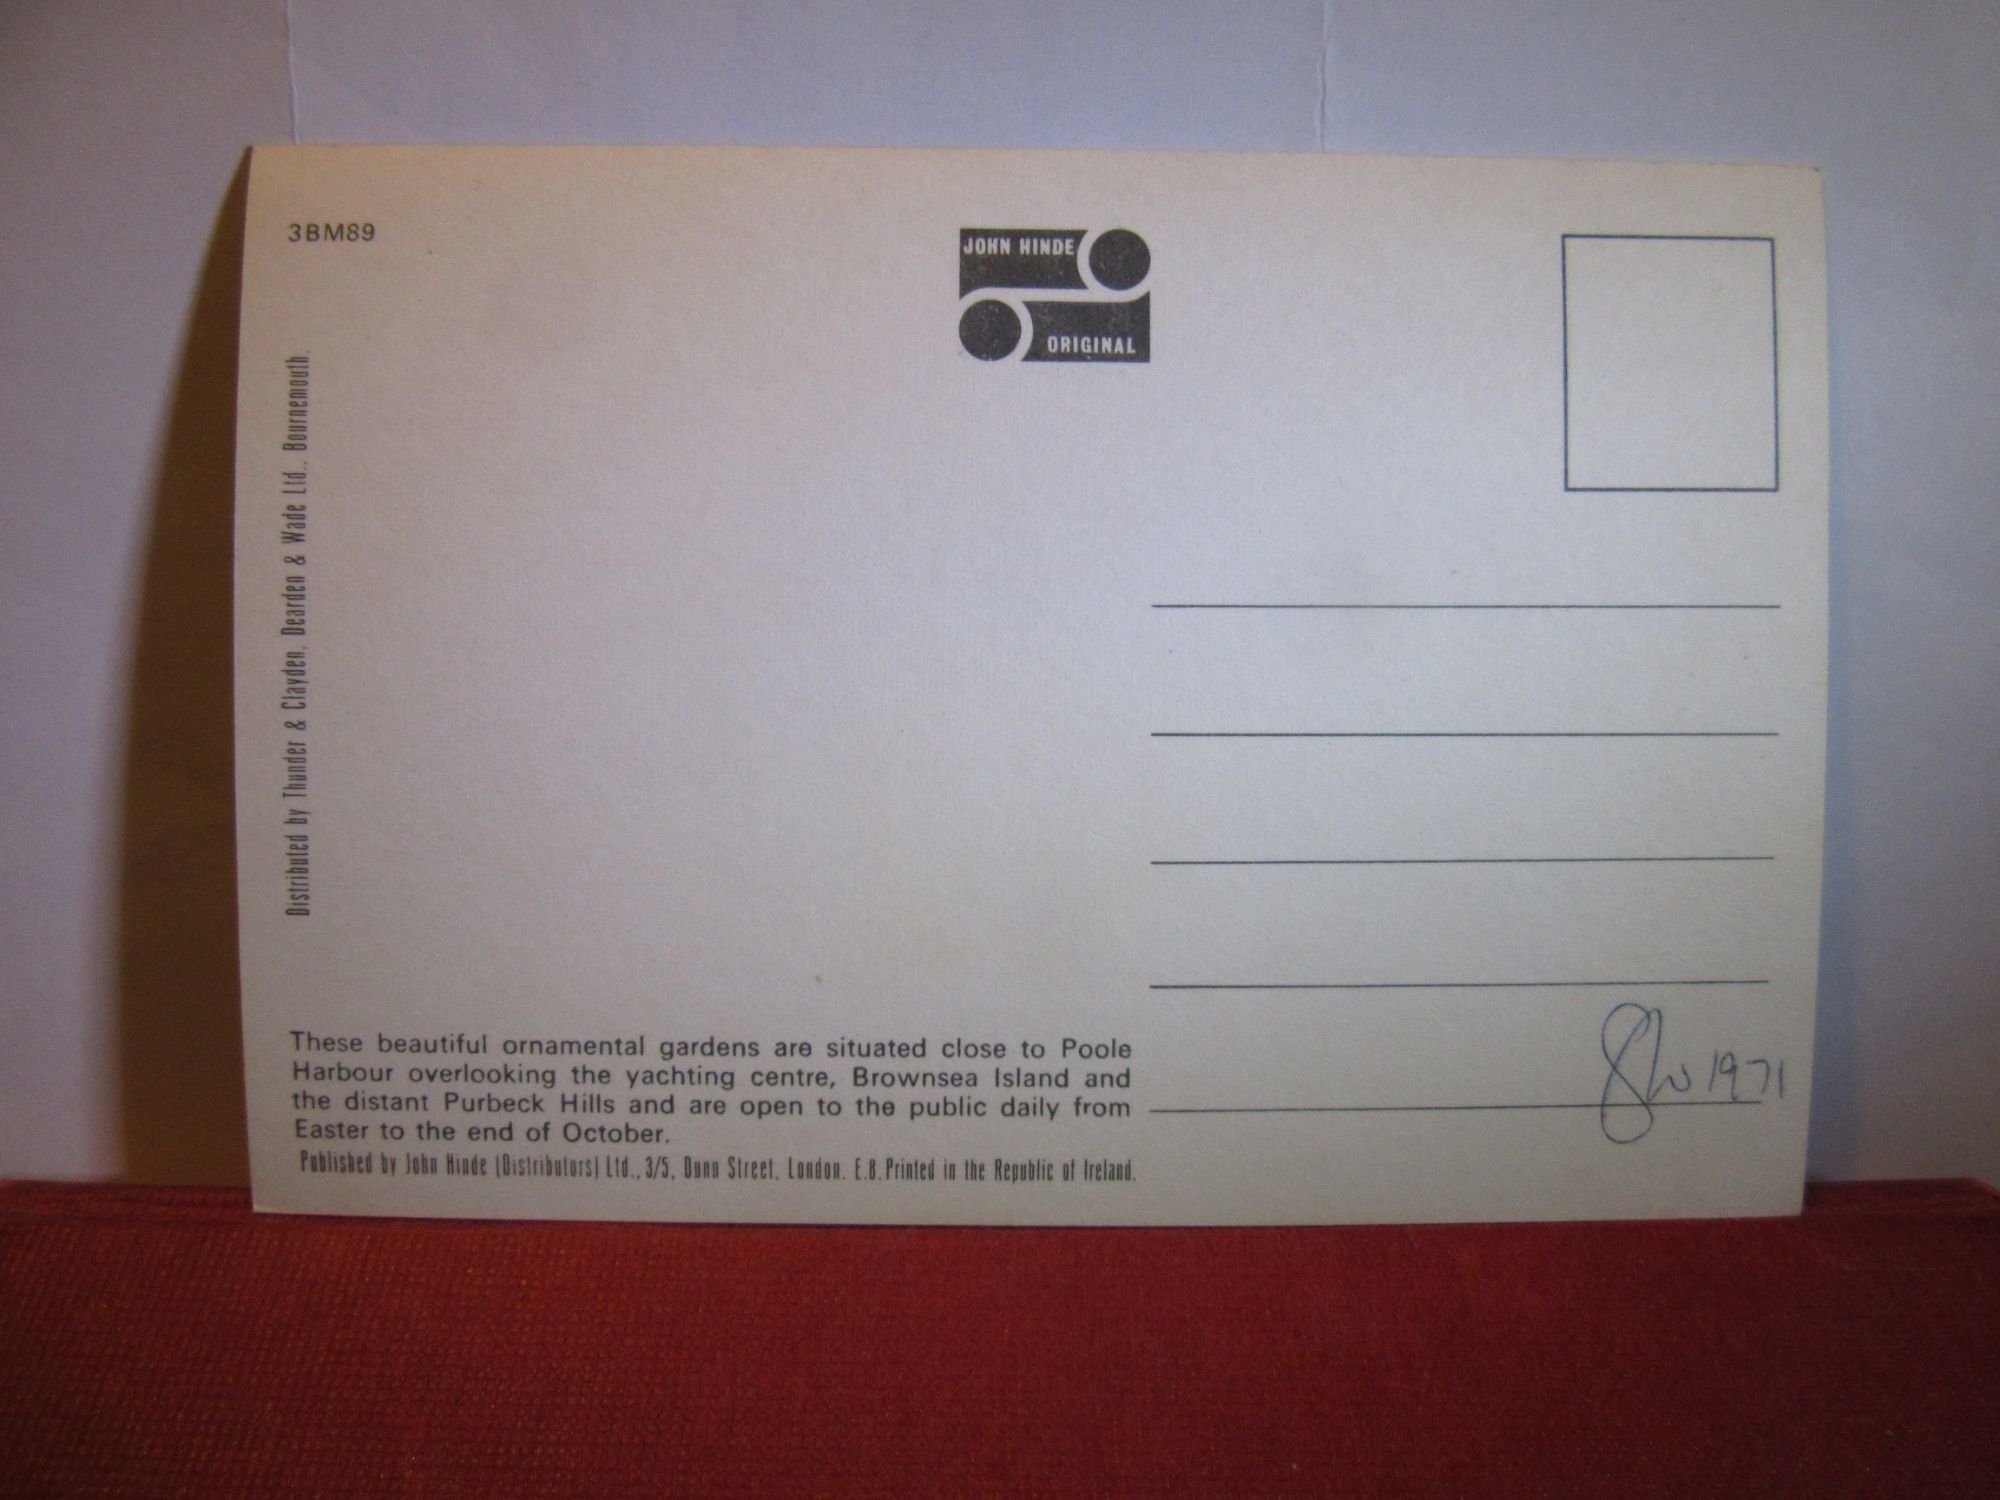 3BM89
JOHN HINDE
ORIGINAL
Distributed by Thunder & Clayden, Dearden & Wade Ltd., Bournemouth.
These beautiful ornamental gardens are situated close to Poole
Harbour overlooking the yachting centre, Brownsea Island and
the distant Purbeck Hills and are open to the public daily from
Easter to the end of October.
Published by John Hinde (Distributors) Ltd., 3/5, Dunn Street, London. E.8. Printed in the Republic of Ireland.
1971